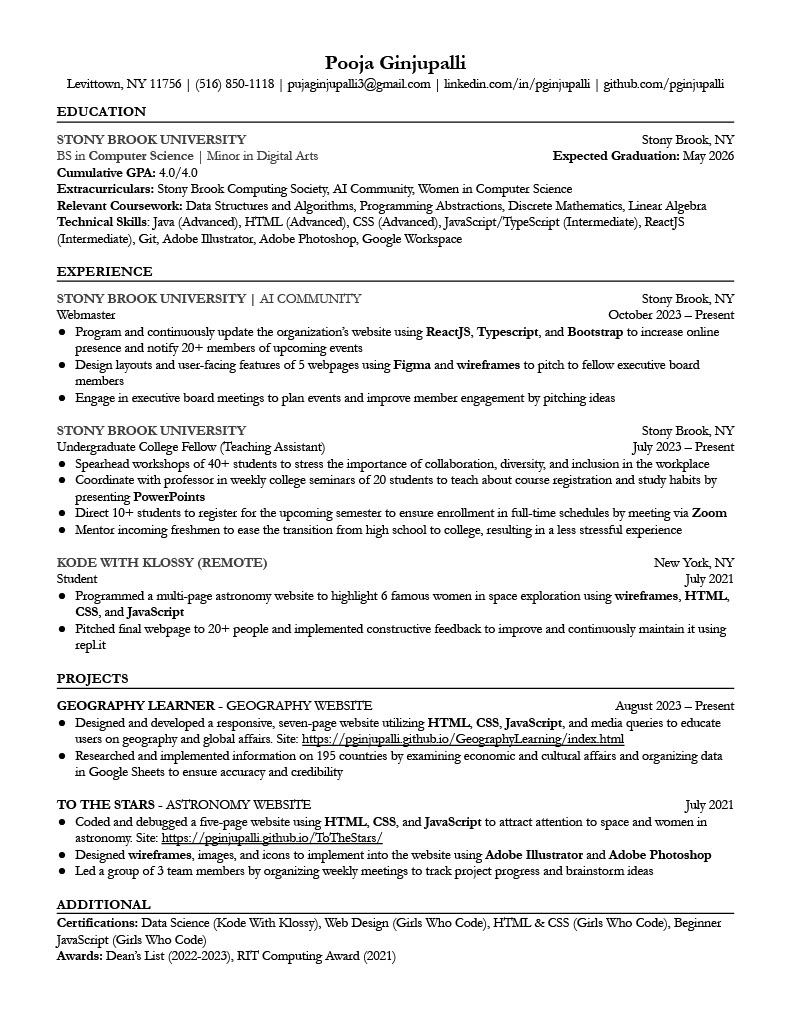 Pooja Ginjupalli
Levittown, NY 11756 | (516) 850-1118 | pujaginjupalli3@gmail.com | linkedin.com/in/pginjupalli | github.com/pginjupalli
EDUCATION
STONY BROOK UNIVERSITY Stony Brook, NY
BS in Computer Science | Minor in Digital Arts Expected Graduation: May 2026
Cumulative GPA: 4.0/4.0
Extracurriculars: Stony Brook Computing Society, AI Community, Women in Computer Science
Relevant Coursework: Data Structures and Algorithms, Programming Abstractions, Discrete Mathematics, Linear Algebra
Technical Skills: Java (Advanced), HTML (Advanced), CSS (Advanced), JavaScript/TypeScript (Intermediate), ReactJS
(Intermediate), Git, Adobe Illustrator, Adobe Photoshop, Google Workspace
EXPERIENCE
STONY BROOK UNIVERSITY | AI COMMUNITY Stony Brook, NY
Webmaster October 2023 – Present
● Program and continuously update the organization's website using ReactJS, Typescript, and Bootstrap to increase online
presence and notify 20+ members of upcoming events
● Design layouts and user-facing features of 5 webpages using Figma and wireframes to pitch to fellow executive board
members
● Engage in executive board meetings to plan events and improve member engagement by pitching ideas
STONY BROOK UNIVERSITY Stony Brook, NY
Undergraduate College Fellow (Teaching Assistant) July 2023 – Present
● Spearhead workshops of 40+ students to stress the importance of collaboration, diversity, and inclusion in the workplace
● Coordinate with professor in weekly college seminars of 20 students to teach about course registration and study habits by
presenting PowerPoints
● Direct 10+ students to register for the upcoming semester to ensure enrollment in full-time schedules by meeting via Zoom
● Mentor incoming freshmen to ease the transition from high school to college, resulting in a less stressful experience
KODE WITH KLOSSY (REMOTE) New York, NY
Student July 2021
● Programmed a multi-page astronomy website to highlight 6 famous women in space exploration using wireframes, HTML,
CSS, and JavaScript
● Pitched final webpage to 20+ people and implemented constructive feedback to improve and continuously maintain it using
repl.it
PROJECTS
GEOGRAPHY LEARNER - GEOGRAPHY WEBSITE August 2023 – Present
● Designed and developed a responsive, seven-page website utilizing HTML, CSS, JavaScript, and media queries to educate
users on geography and global affairs. Site: https://pginjupalli.github.io/GeographyLearning/index.html
● Researched and implemented information on 195 countries by examining economic and cultural affairs and organizing data
in Google Sheets to ensure accuracy and credibility
TO THE STARS - ASTRONOMY WEBSITE July 2021
● Coded and debugged a five-page website using HTML, CSS, and JavaScript to attract attention to space and women in
astronomy. Site: https://pginjupalli.github.io/ToTheStars/
● Designed wireframes, images, and icons to implement into the website using Adobe Illustrator and Adobe Photoshop
● Led a group of 3 team members by organizing weekly meetings to track project progress and brainstorm ideas
ADDITIONAL
Certifications: Data Science (Kode With Klossy), Web Design (Girls Who Code), HTML & CSS (Girls Who Code), Beginner
JavaScript (Girls Who Code)
Awards: Dean's List (2022-2023), RIT Computing Award (2021)